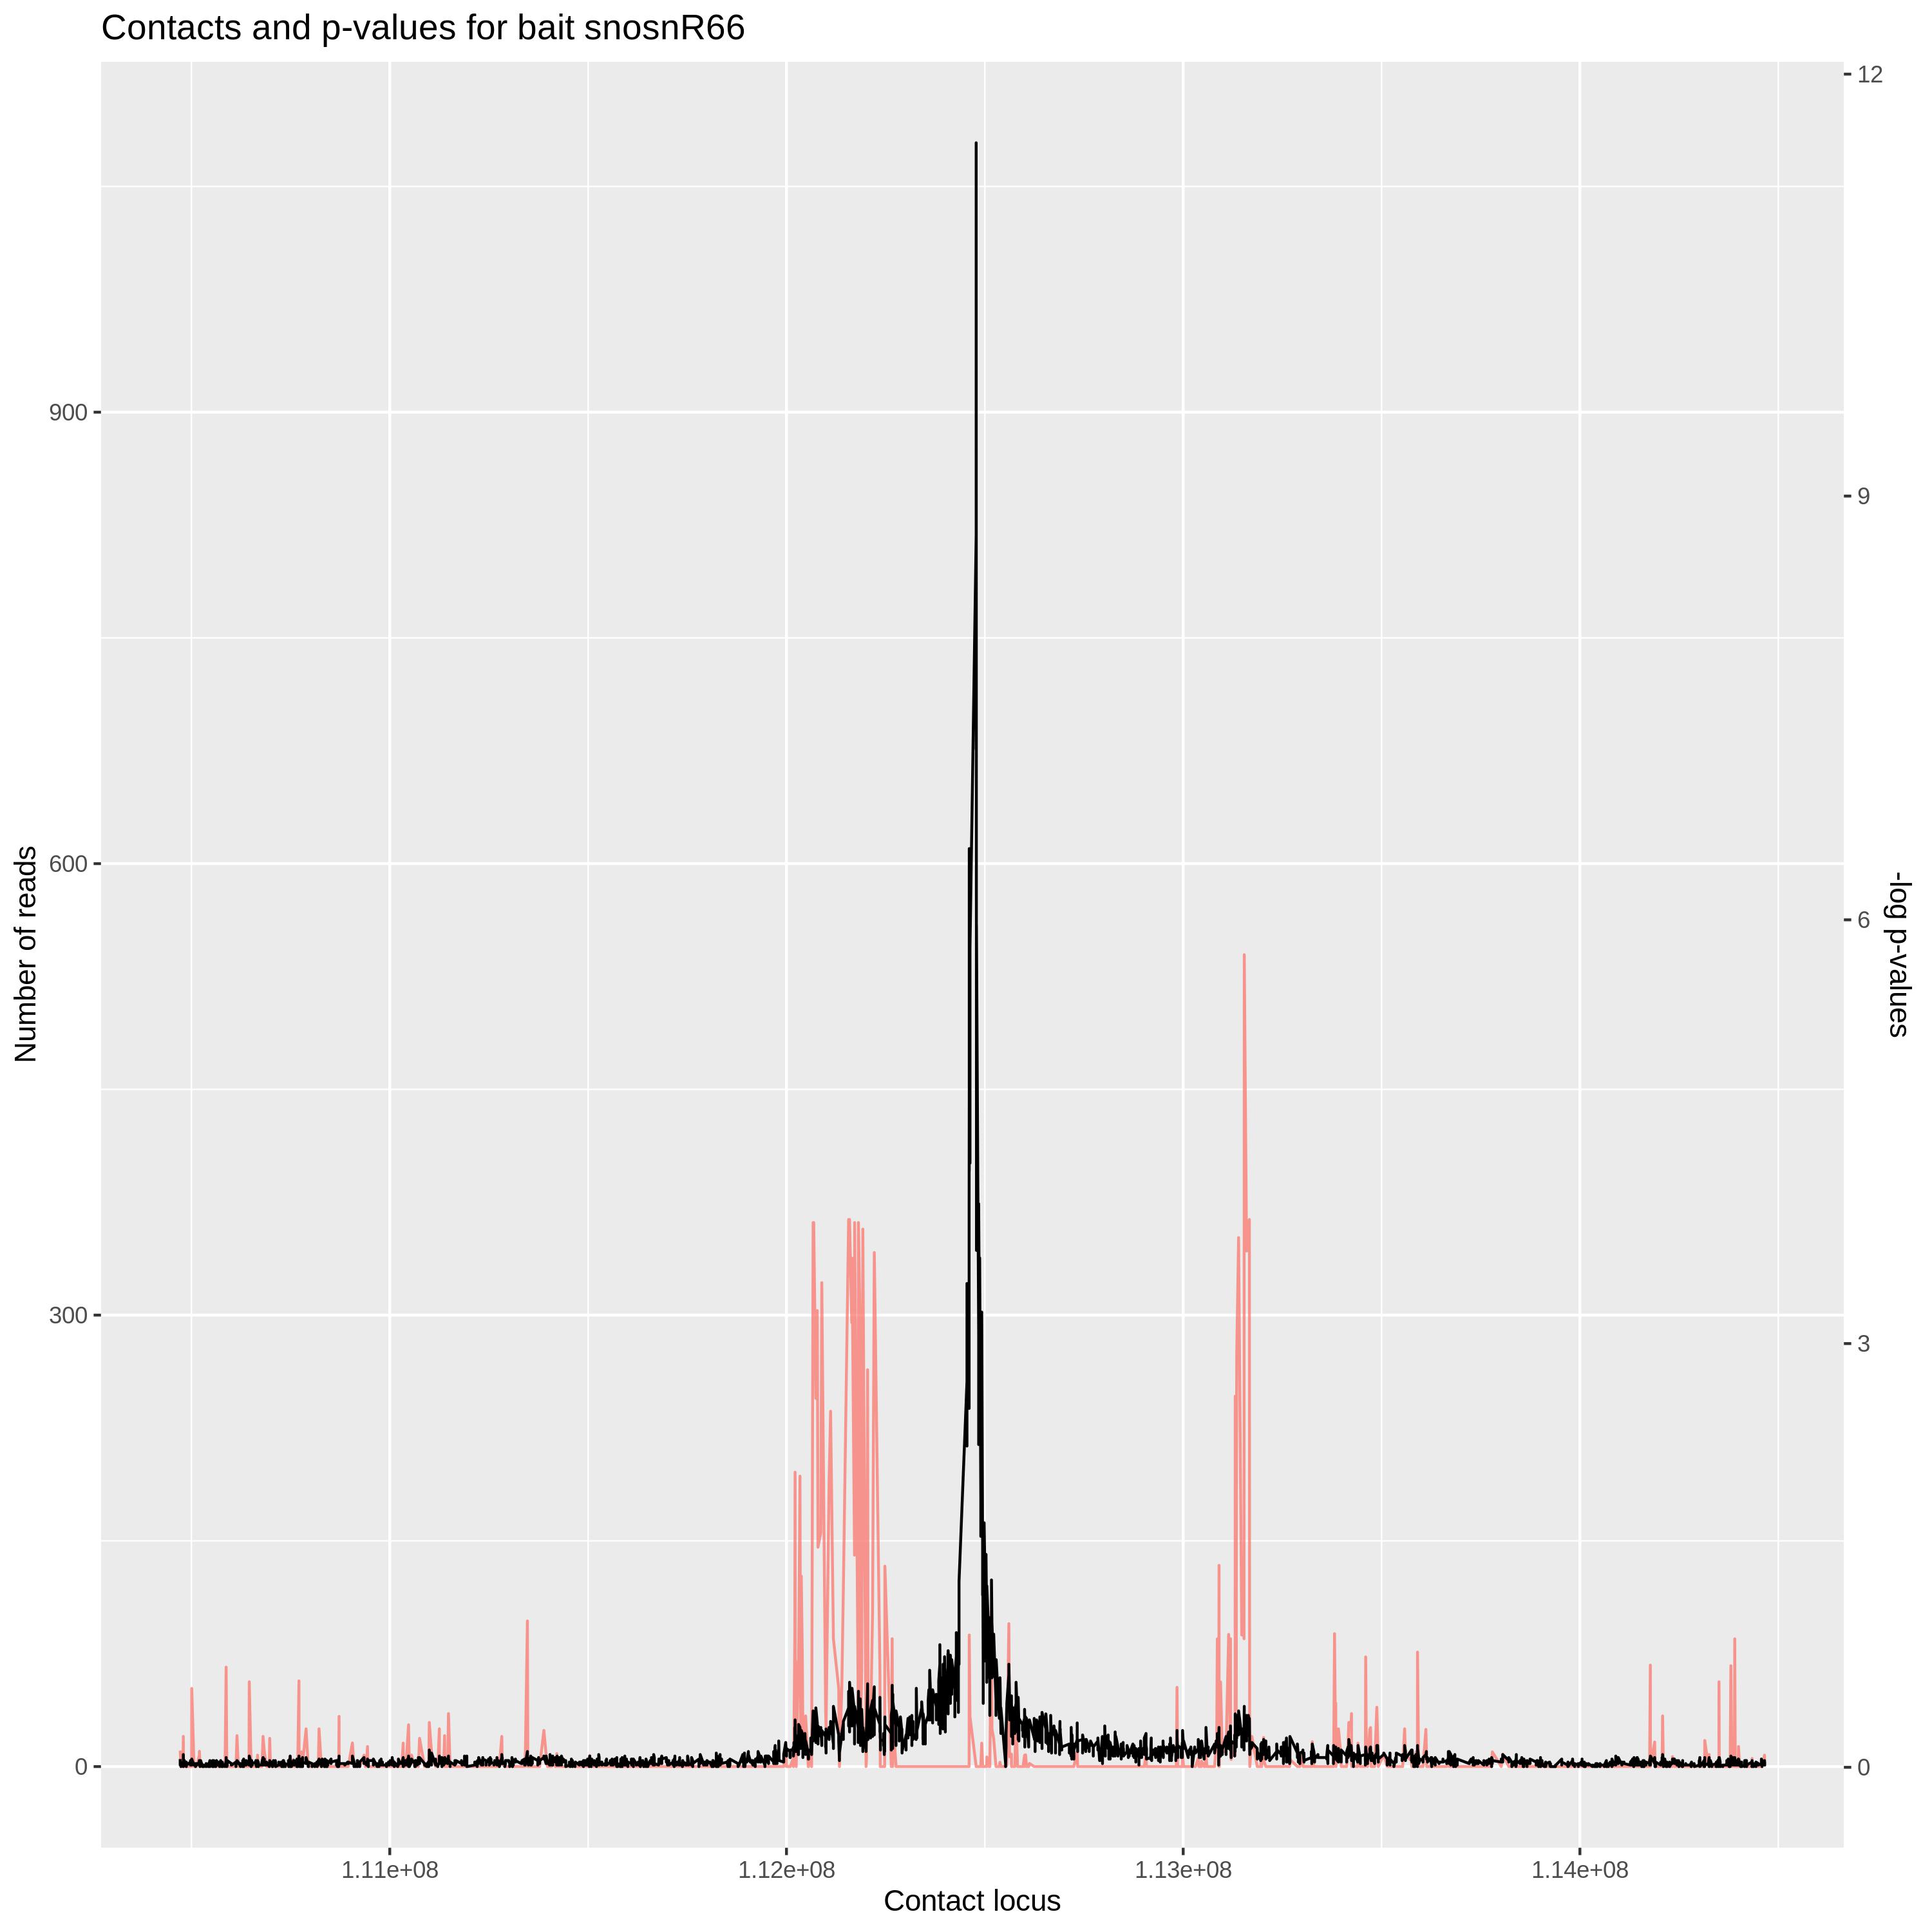 Contacts and p-values for bait snosnR66
12
900
9
600
6
Number of reads
-log p-values
300
3
0
0
1.11e+08
1.12e+08
1.13e+08
1.14e+08
Contact locus